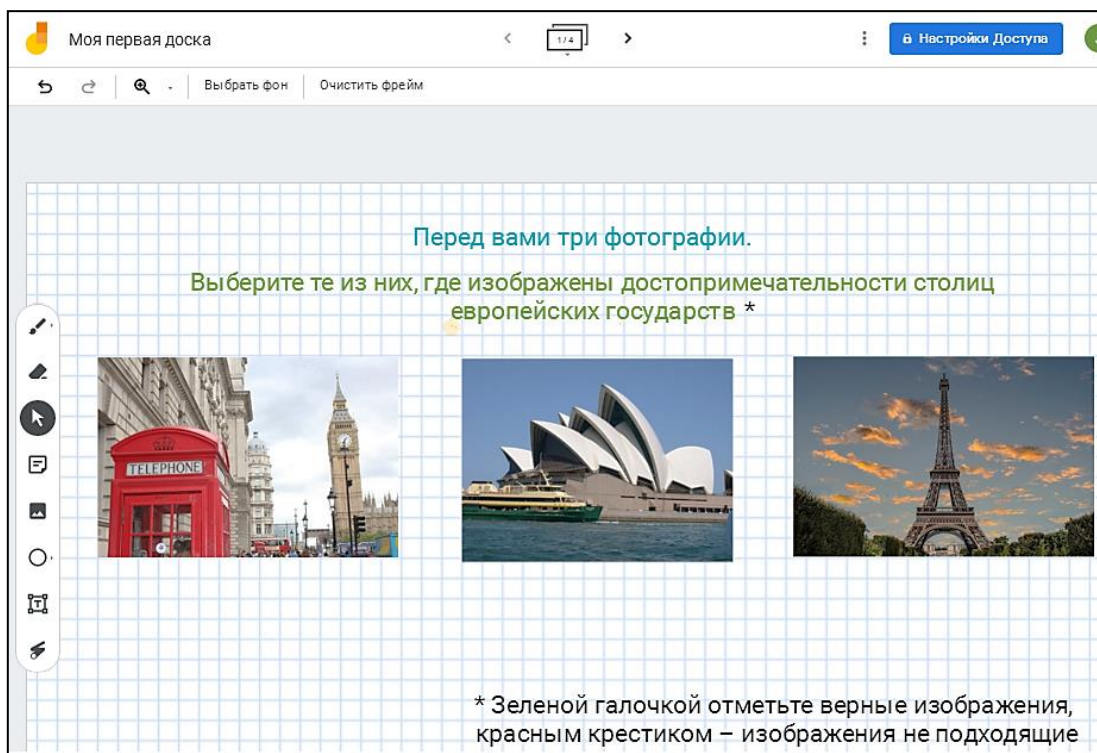 Моя первая доска
1 / 4
Настройки Доступа
Выбрать фон
Очистить фрейм
Перед вами три фотографии.
Выберите те из них, где изображены достопримечательности столиц
европейских государств *
TELEPHONE
* Зеленой галочкой отметьте верные изображения,
красным крестиком – изображения не подходящие